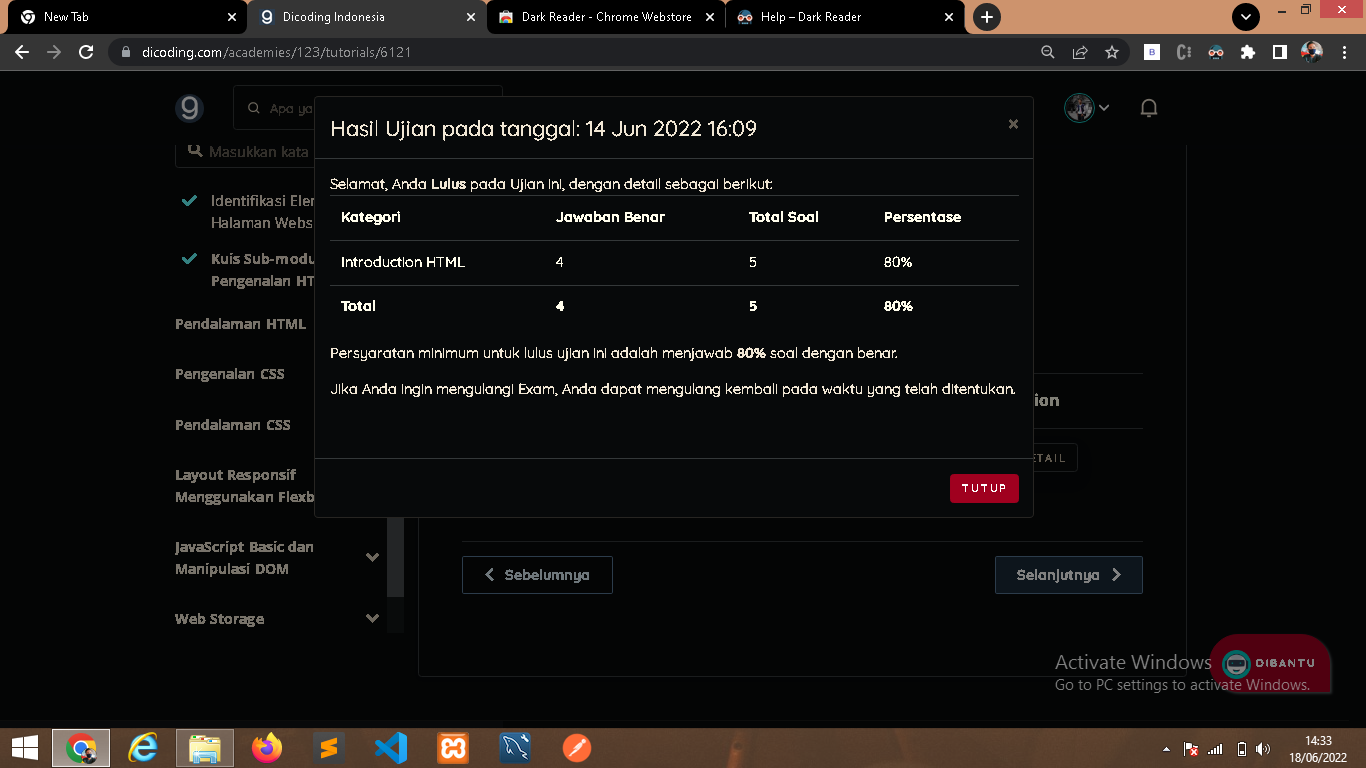 New Tab
Dicoding Indonesia
Dark Reader - Chrome Webstore
Help – Dark Reader
dicoding.com/academies/123/tutorials/6121
Apa ya
Masukkan kata
Identifikasi Eler
Halaman Webs
Kuis Sub-modu
Pengenalan HT
Pendalaman HTML
Pengenalan CSS
Pendalaman CSS
Layout Responsif
Menggunakan Flexb
JavaScript Basic dan
Manipulasi DOM
Web Storage
Hasil Ujian pada tanggal: 14 Jun 2022 16:09
×
Selamat, Anda Lulus pada Ujian ini, dengan detail sebagai berikut:
Kategori Jawaban Benar Total Soal Persentase
Introduction HTML 4 5 80%
Total 4 5 80%
Persyaratan minimum untuk lulus ujian ini adalah menjawab 80% soal dengan benar.
Jika Anda ingin mengulangi Exam, Anda dapat mengulang kembali pada waktu yang telah ditentukan.
TUTUP
ion
ETAIL
Sebelumnya
Selanjutnya
Activate Windows
Go to PC settings to activate Windows.
DIBANTU
14:33
18/06/2022